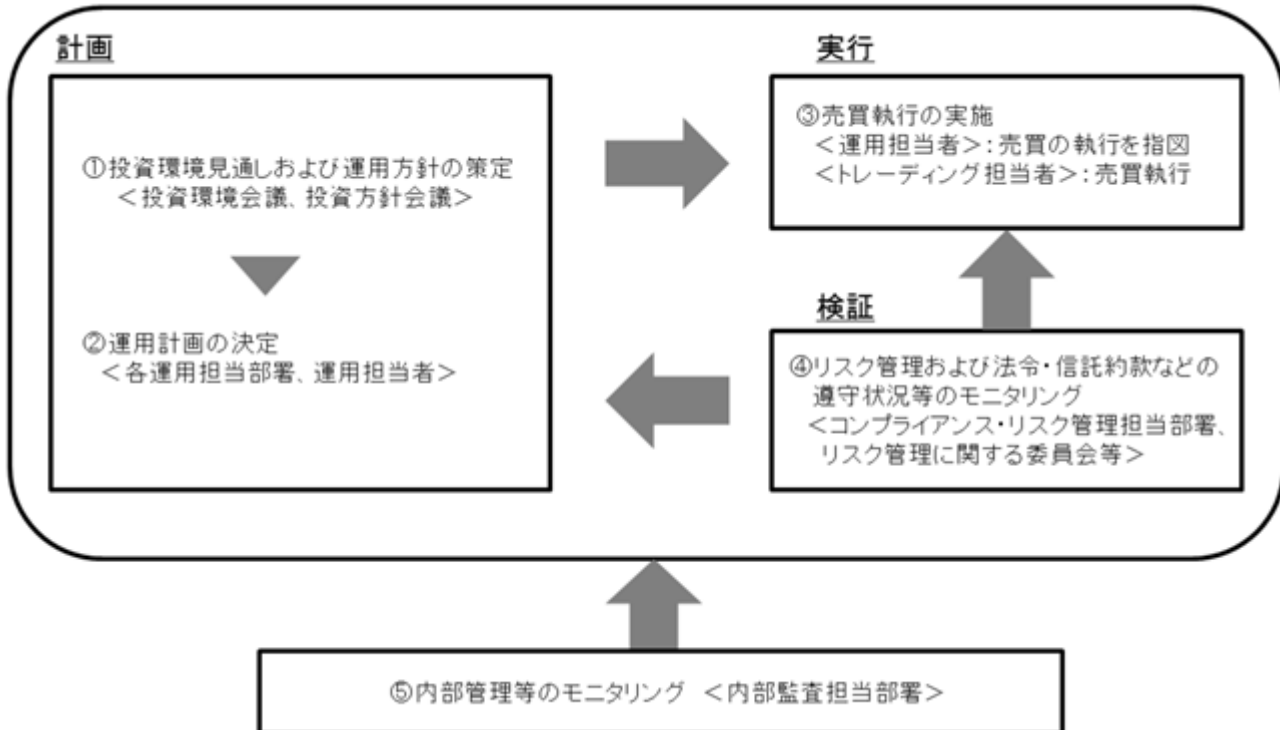 計画
①投資環境見通しおよび運用方針の策定
＜投資環境会議、投資方針会議＞
②運用計画の決定
＜各運用担当部署、運用担当者＞
実行
③売買執行の実施
＜運用担当者＞：売買の執行を指図
＜トレーディング担当者＞：売買執行
検証
④リスク管理および法令・信託約款などの
遵守状況等のモニタリング
＜コンプライアンス・リスク管理担当部署、
リスク管理に関する委員会等＞
⑤内部管理等のモニタリング ＜内部監査担当部署＞